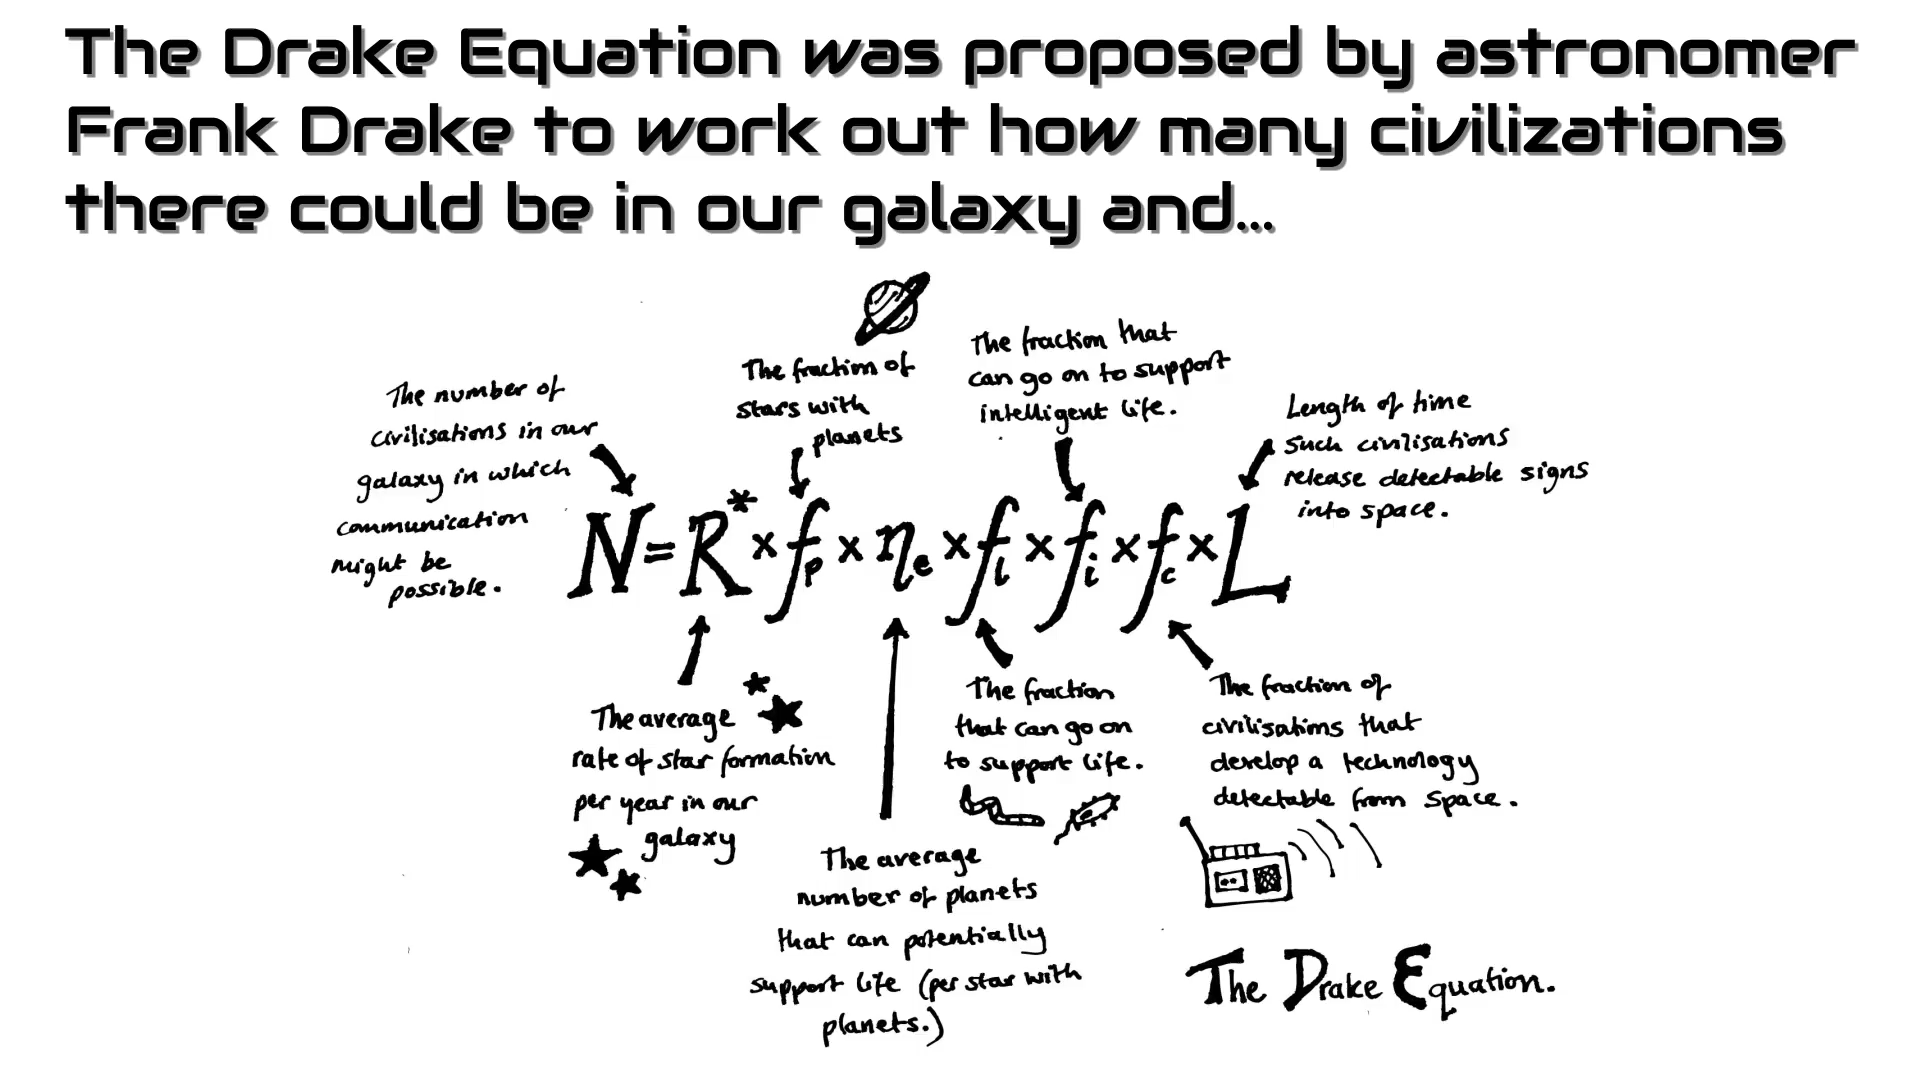 The Drake Equation was proposed by astronomer
Frank Drake to work out how many civilizations
there could be in our galaxy and...
The number of
civilisations in our
galaxy in which
communication
might be
possible.
The fraction of
stars with
planets
The fraction that
can go on to support
intelligent life.
Length of time
such civilisations
release detectable signs
into space.
N=R*×fp×ηe×fl×fi×fc×L
The average
rate of star formation
per year in our
galaxy
The average
number of planets
that can potentially
support life (per star with
planets.)
The fraction
that can go on
to support life.
The fraction of
civilisations that
develop a technology
detectable from space.
The Drake Equation.